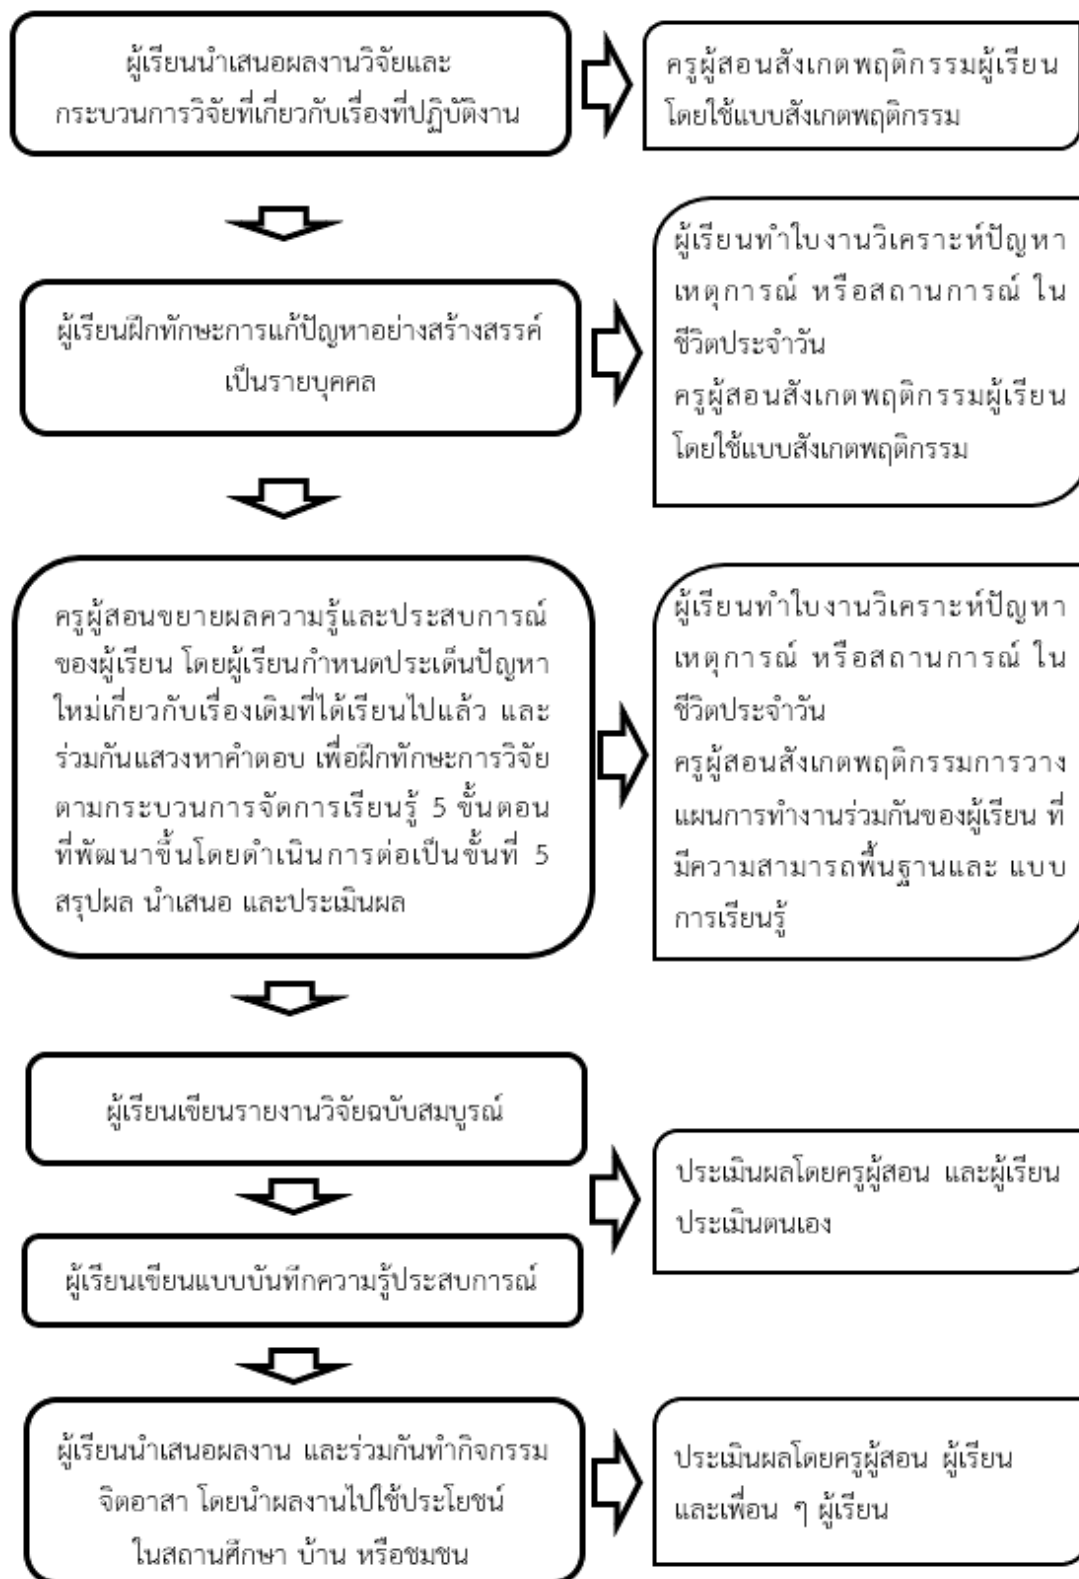 ผู้เรียนนำเสนอผลงานวิจัยและ
กระบวนการวิจัยที่เกี่ยวกับเรื่องที่ปฏิบัติงาน
ครูผู้สอนสังเกตพฤติกรรมผู้เรียน
โดยใช้แบบสังเกตพฤติกรรม
ผู้เรียนฝึกทักษะการแก้ปัญหาอย่างสร้างสรรค์
เป็นรายบุคคล
ผู้เรียนทำใบงานวิเคราะห์ปัญหา
เหตุการณ์ หรือสถานการณ์ ใน
ชีวิตประจำวัน
ครูผู้สอนสังเกตพฤติกรรมผู้เรียน
โดยใช้แบบสังเกตพฤติกรรม
ครูผู้สอนขยายผลความรู้และประสบการณ์
ของผู้เรียน โดยผู้เรียนกำหนดประเด็นปัญหา
ใหม่เกี่ยวกับเรื่องเดิมที่ได้เรียนไปแล้ว และ
ร่วมกันแสวงหาคำตอบ เพื่อฝึกทักษะการวิจัย
ตามกระบวนการจัดการเรียนรู้ 5 ขั้นตอน
ที่พัฒนาขึ้นโดยดำเนินการต่อเป็นขั้นที่ 5
สรุปผล นำเสนอ และประเมินผล
ผู้เรียนทำใบงานวิเคราะห์ปัญหา
เหตุการณ์ หรือสถานการณ์ ใน
ชีวิตประจำวัน
ครูผู้สอนสังเกตพฤติกรรมการวาง
แผนการทำงานร่วมกันของผู้เรียน ที่
มีความสามารถพื้นฐานและ แบบ
การเรียนรู้
ผู้เรียนเขียนรายงานวิจัยฉบับสมบูรณ์
ผู้เรียนเขียนแบบบันทึกความรู้ประสบการณ์
ประเมินผลโดยครูผู้สอน และผู้เรียน
ประเมินตนเอง
ผู้เรียนนำเสนอผลงาน และร่วมกันทำกิจกรรม
จิตอาสา โดยนำผลงานไปใช้ประโยชน์
ในสถานศึกษา บ้าน หรือชมชน
ประเมินผลโดยครูผู้สอน ผู้เรียน
และเพื่อน ๆ ผู้เรียน